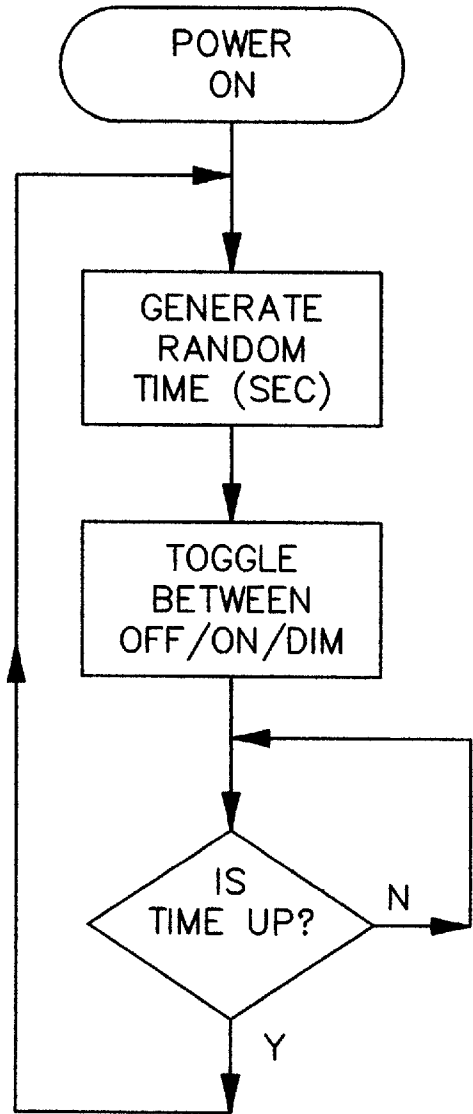 POWER
ON
GENERATE
RANDOM
TIME (SEC)
TOGGLE
BETWEEN
OFF/ON/DIM
IS
TIME UP?
N
Y